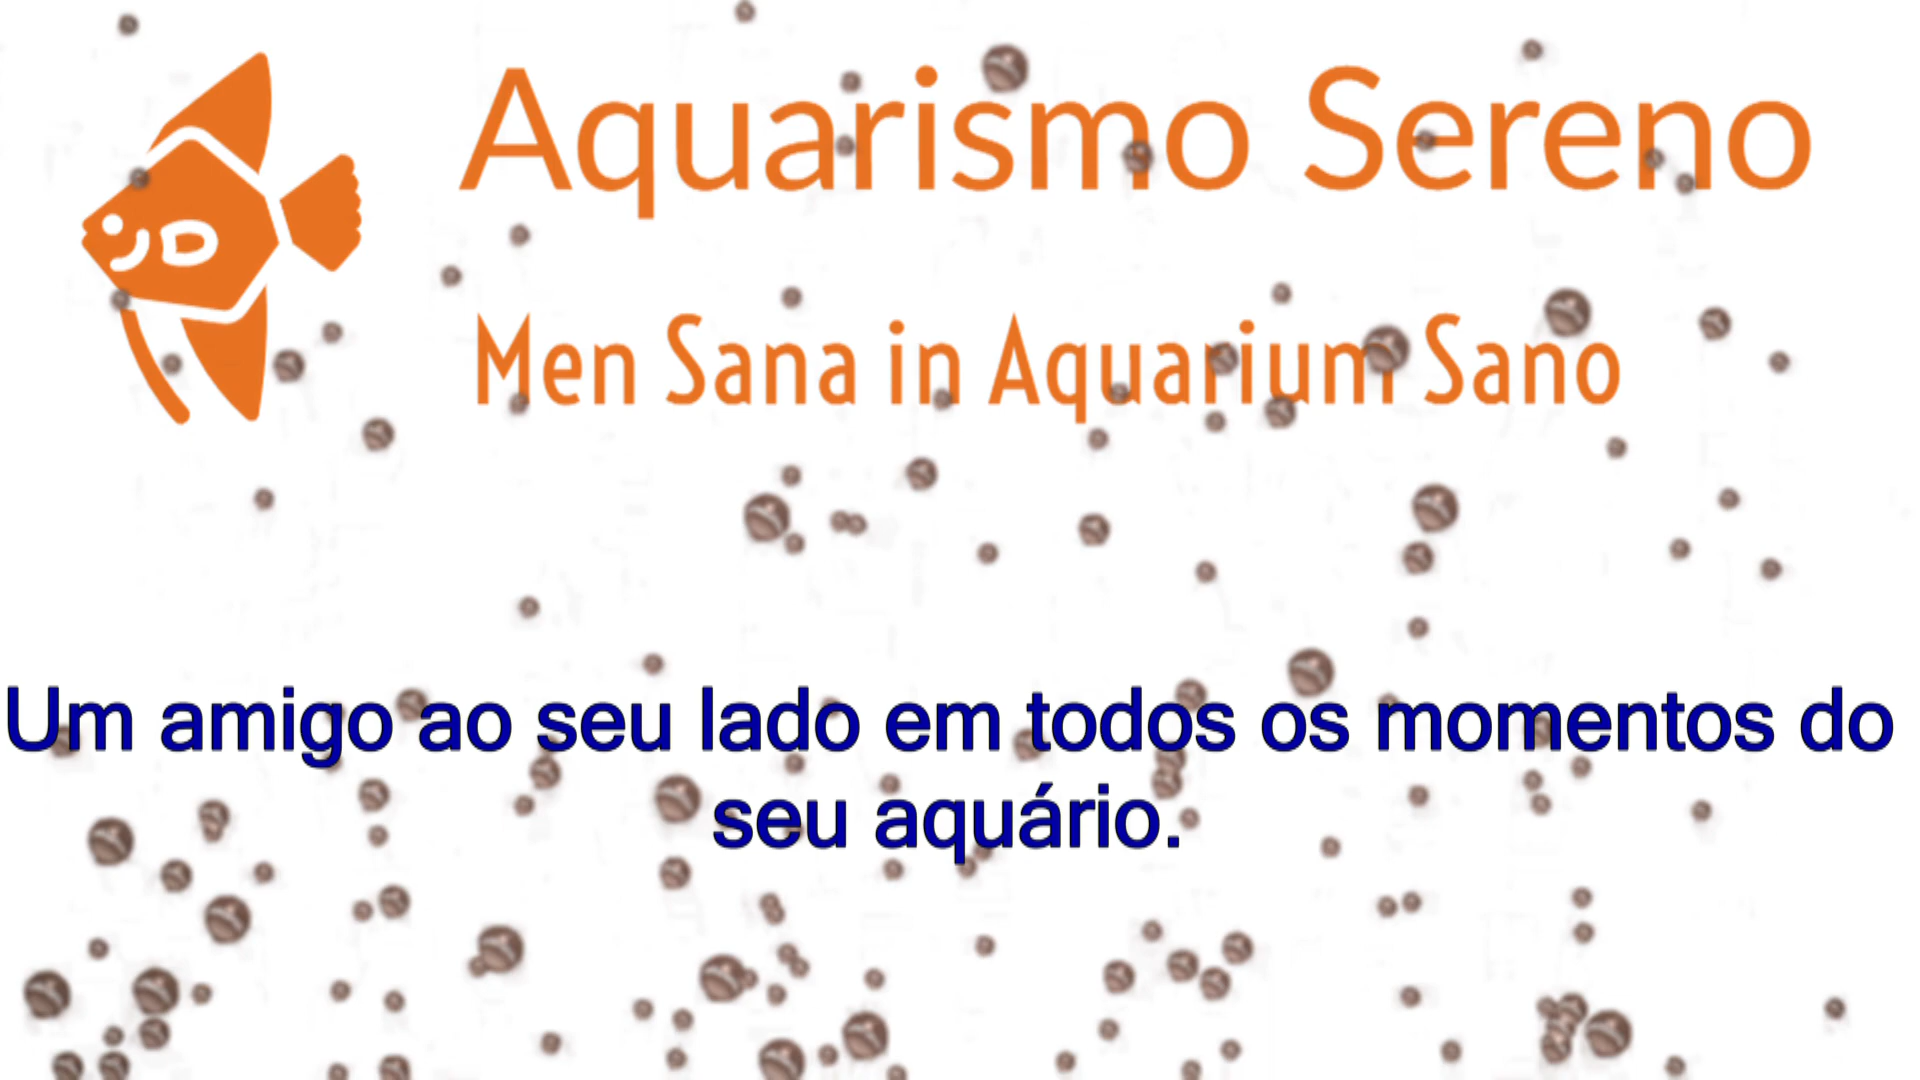 Aquarismo Sereno
Men Sana in Aquarium Sano
Um amigo ao seu lado em todos os momentos do
seu aquário.